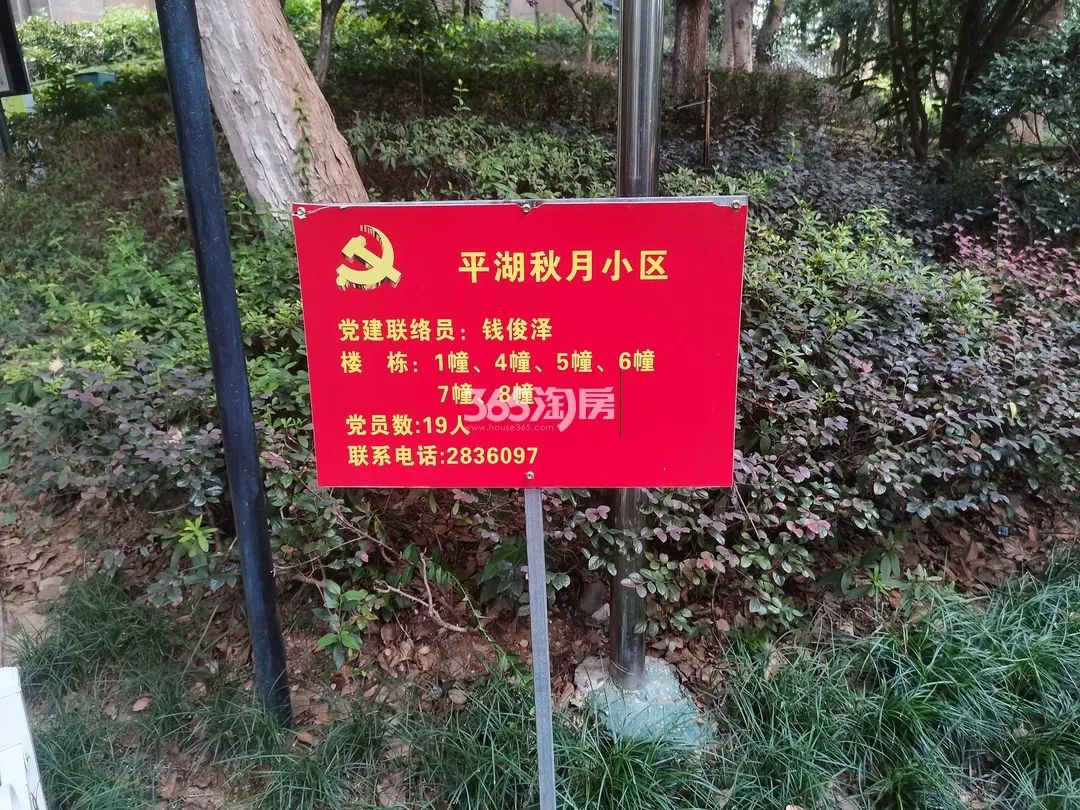 平湖秋月小区
党建联络员：钱俊泽
楼 栋：1幢、4幢、5幢、6幢
7幢、8幢
365淘房
www.house365.com
党员数:19人
联系电话:2836097